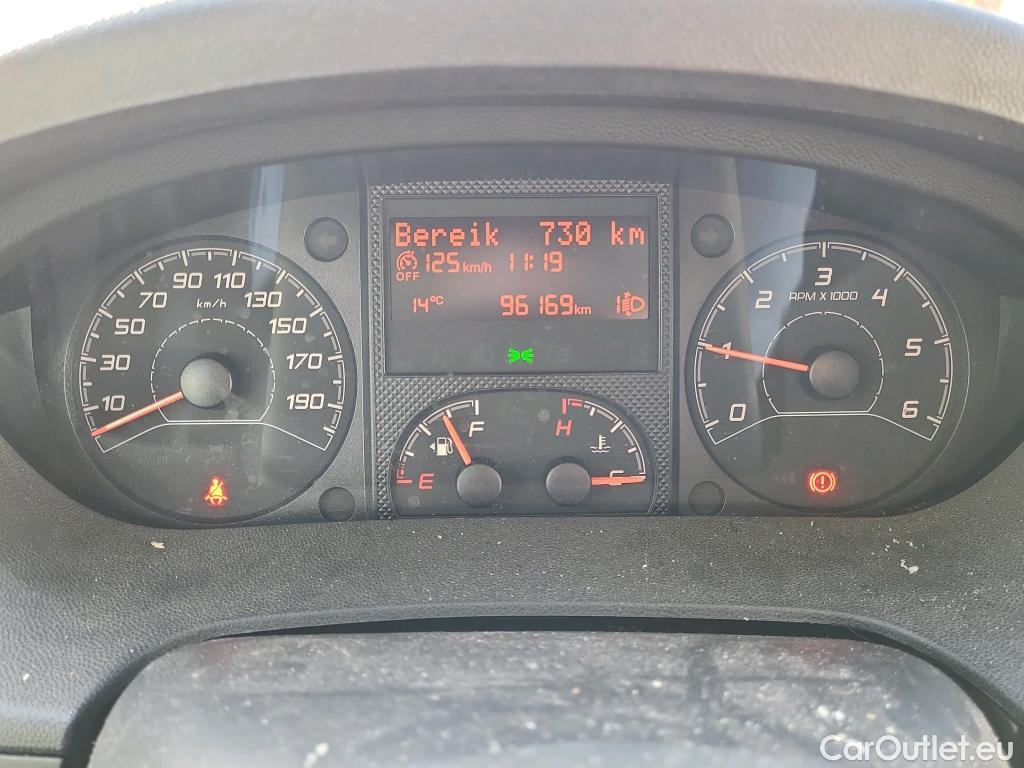 Bereik 730 km
OFF 125 km/h 11:19
14°C 96169 km 1
10 30 50 70 90 110 130 150 170 190
km/h
0 1 2 3 4 5 6
RPM X 1000
E F
H C
CarOutlet.eu